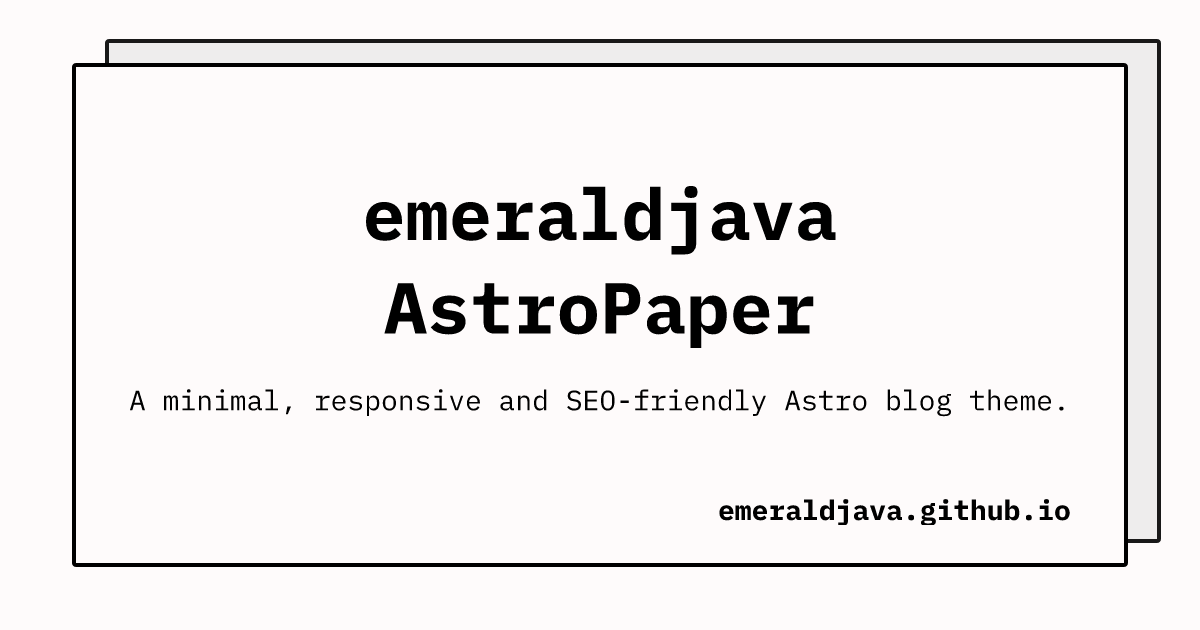 emeraldjava
AstroPaper
A minimal, responsive and SEO-friendly Astro blog theme.
emeraldjava.github.io